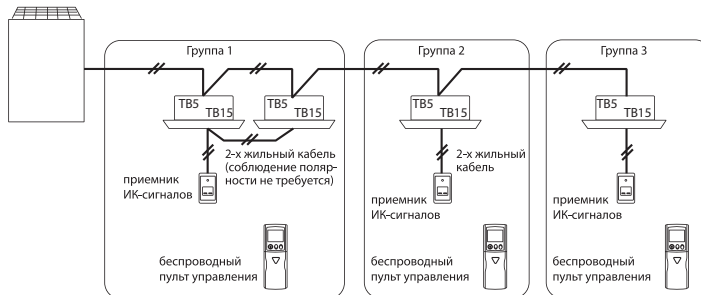 Группа 1
Группа 2
Группа 3
TB5
TB15
TB5
TB15
TB5
TB15
TB5
TB15
2-х жильный кабель
(соблюдение поляр-
ности не требуется)
2-х жильный
кабель
приемник
ИК-сигналов
приемник
ИК-сигналов
приемник
ИК-сигналов
беспроводный
пульт управления
беспроводный
пульт управления
беспроводный
пульт управления